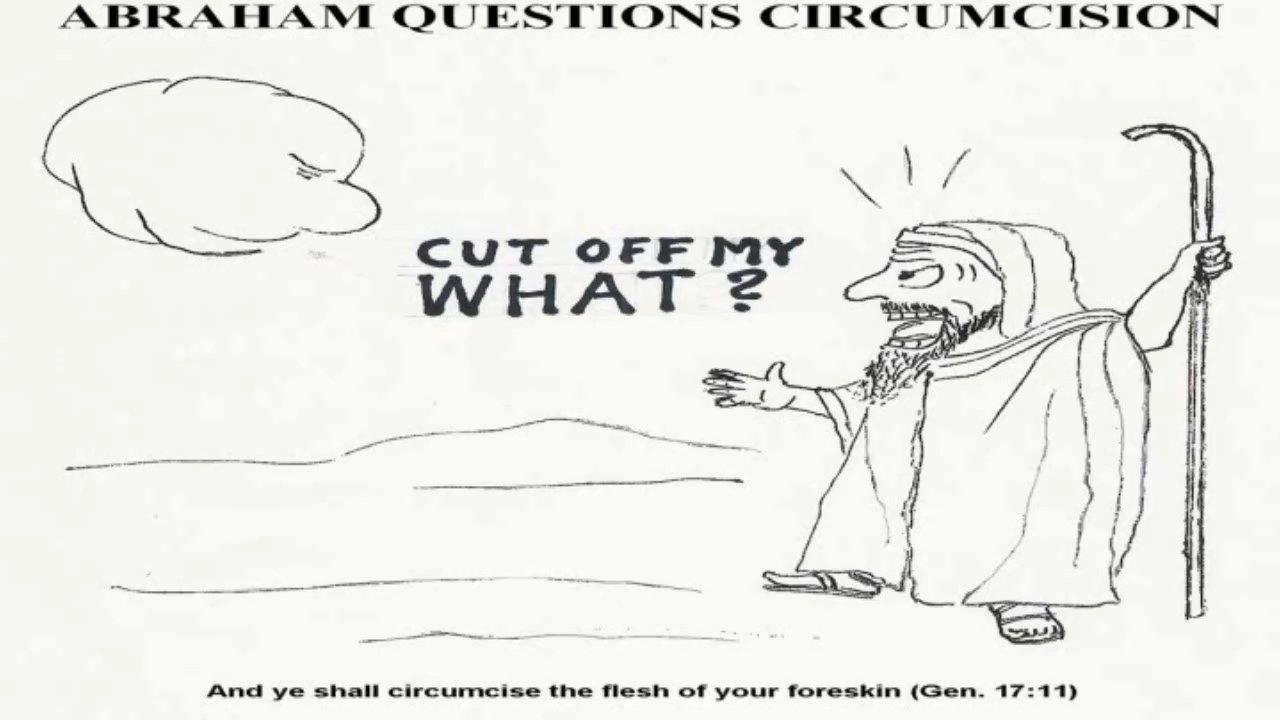 ABRAHAM QUESTIONS CIRCUMCISION
CUT OFF MY
WHAT?
And ye shall circumcise the flesh of your foreskin (Gen. 17:11)